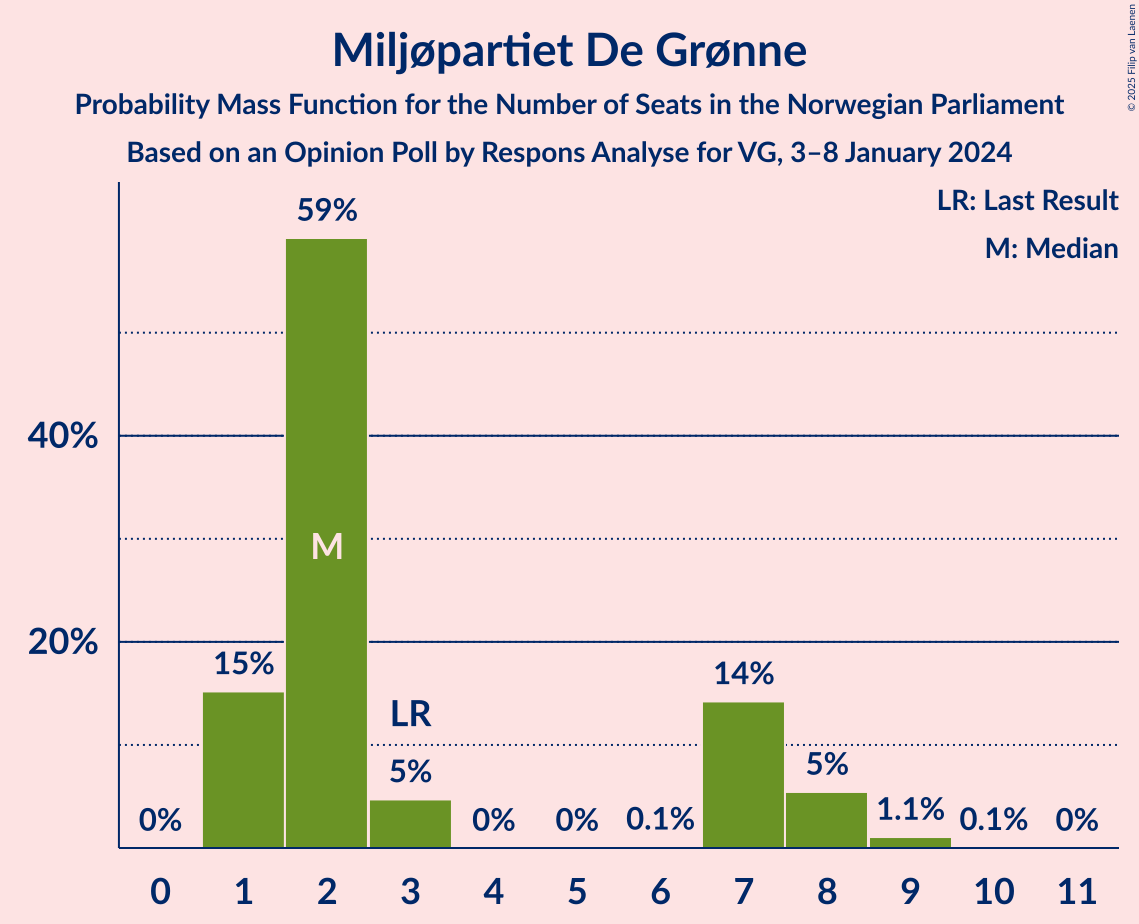 Miljøpartiet De Grønne
Probability Mass Function for the Number of Seats in the Norwegian Parliament
Based on an Opinion Poll by Respons Analyse for VG, 3–8 January 2024
© 2025 Filip van Laenen
LR: Last Result
M: Median
59%
40%
M
20%
15%
14%
LR
5%
5%
0%
0%
0%
0.1%
1.1%
0.1%
0%
0 1 2 3 4 5 6 7 8 9 10 11